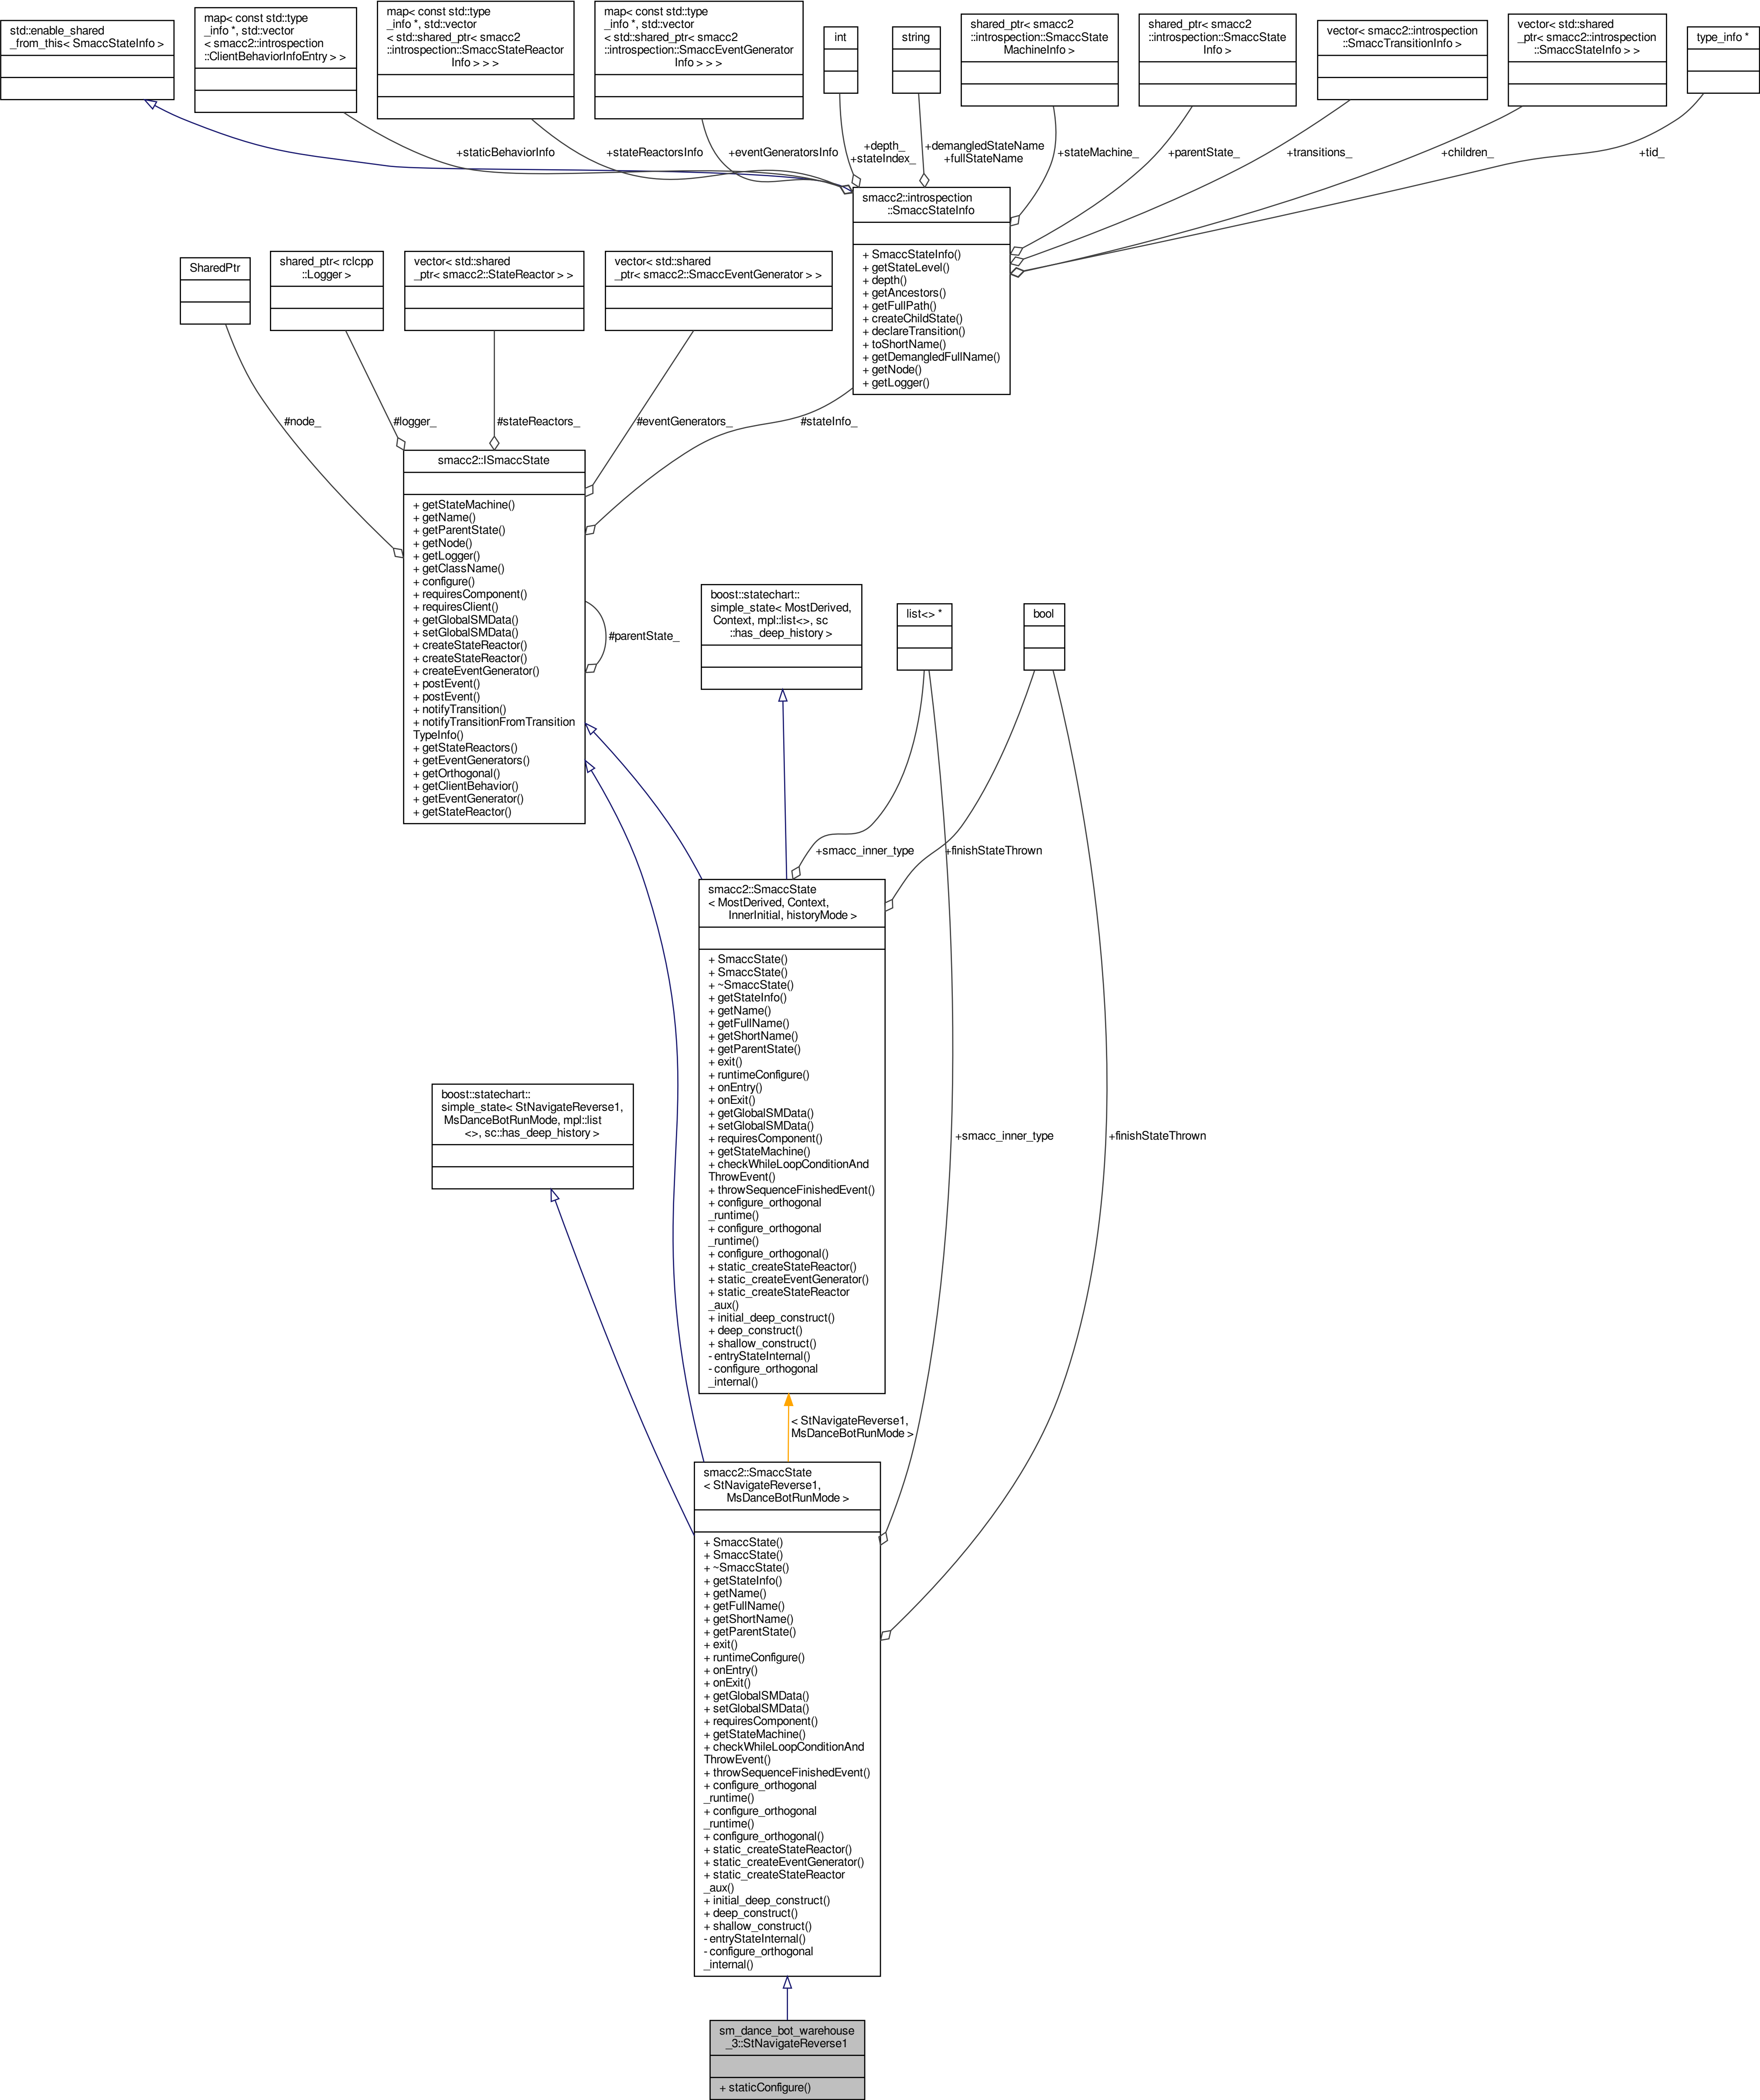 std::enable_shared
_from_this< SmaccStateInfo >
map< const std::type
_info *, std::vector
< smacc2::introspection
::ClientBehaviorInfoEntry > >
map< const std::type
_info *, std::vector
< std::shared_ptr< smacc2
::introspection::SmaccStateReactor
Info > > >
map< const std::type
_info *, std::vector
< std::shared_ptr< smacc2
::introspection::SmaccEventGenerator
Info > > >
int
string
shared_ptr< smacc2
::introspection::SmaccState
MachineInfo >
shared_ptr< smacc2
::introspection::SmaccState
Info >
vector< smacc2::introspection
::SmaccTransitionInfo >
vector< std::shared
_ptr< smacc2::introspection
::SmaccStateInfo > >
type_info *
+staticBehaviorInfo
+stateReactorsInfo
+eventGeneratorsInfo
+depth_
+stateIndex_
+demangledStateName
+fullStateName
+stateMachine_
+parentState_
+transitions_
+children_
+tid_
smacc2::introspection
::SmaccStateInfo
+ SmaccStateInfo()
+ getStateLevel()
+ depth()
+ getAncestors()
+ getFullPath()
+ createChildState()
+ declareTransition()
+ toShortName()
+ getDemangledFullName()
+ getNode()
+ getLogger()
SharedPtr
shared_ptr< rclcpp
::Logger >
vector< std::shared
_ptr< smacc2::StateReactor > >
vector< std::shared
_ptr< smacc2::SmaccEventGenerator > >
#node_
#logger_
#stateReactors_
#eventGenerators_
#stateInfo_
smacc2::ISmaccState
+ getStateMachine()
+ getName()
+ getParentState()
+ getNode()
+ getLogger()
+ getClassName()
+ configure()
+ requiresComponent()
+ requiresClient()
+ getGlobalSMData()
+ setGlobalSMData()
+ createStateReactor()
+ createStateReactor()
+ createEventGenerator()
+ postEvent()
+ postEvent()
+ notifyTransition()
+ notifyTransitionFromTransition
TypeInfo()
+ getStateReactors()
+ getEventGenerators()
+ getOrthogonal()
+ getClientBehavior()
+ getEventGenerator()
+ getStateReactor()
#parentState_
boost::statechart::
simple_state< MostDerived,
Context, mpl::list<>, sc
::has_deep_history >
list<> *
bool
+smacc_inner_type
+finishStateThrown
smacc2::SmaccState
< MostDerived, Context,
InnerInitial, historyMode >
+ SmaccState()
+ SmaccState()
+ ~SmaccState()
+ getStateInfo()
+ getName()
+ getFullName()
+ getShortName()
+ getParentState()
+ exit()
+ runtimeConfigure()
+ onEntry()
+ onExit()
+ getGlobalSMData()
+ setGlobalSMData()
+ requiresComponent()
+ getStateMachine()
+ checkWhileLoopConditionAnd
ThrowEvent()
+ throwSequenceFinishedEvent()
+ configure_orthogonal
_runtime()
+ configure_orthogonal
_runtime()
+ configure_orthogonal()
+ static_createStateReactor()
+ static_createEventGenerator()
+ static_createStateReactor
_aux()
+ initial_deep_construct()
+ deep_construct()
+ shallow_construct()
- entryStateInternal()
- configure_orthogonal
_internal()
boost::statechart::
simple_state< StNavigateReverse1,
MsDanceBotRunMode, mpl::list
<>, sc::has_deep_history >
+smacc_inner_type
+finishStateThrown
< StNavigateReverse1,
MsDanceBotRunMode >
smacc2::SmaccState
< StNavigateReverse1,
MsDanceBotRunMode >
+ SmaccState()
+ SmaccState()
+ ~SmaccState()
+ getStateInfo()
+ getName()
+ getFullName()
+ getShortName()
+ getParentState()
+ exit()
+ runtimeConfigure()
+ onEntry()
+ onExit()
+ getGlobalSMData()
+ setGlobalSMData()
+ requiresComponent()
+ getStateMachine()
+ checkWhileLoopConditionAnd
ThrowEvent()
+ throwSequenceFinishedEvent()
+ configure_orthogonal
_runtime()
+ configure_orthogonal
_runtime()
+ configure_orthogonal()
+ static_createStateReactor()
+ static_createEventGenerator()
+ static_createStateReactor
_aux()
+ initial_deep_construct()
+ deep_construct()
+ shallow_construct()
- entryStateInternal()
- configure_orthogonal
_internal()
sm_dance_bot_warehouse
_3::StNavigateReverse1
+ staticConfigure()